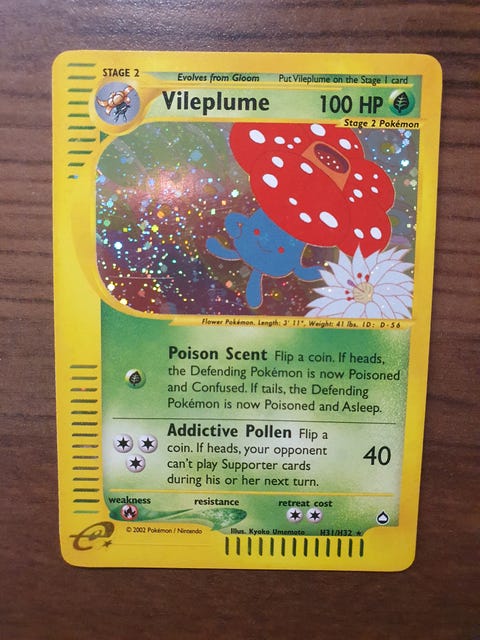 STAGE 2
Evolves from Gloom
Put Vileplume on the Stage 1 card
Vileplume
100 HP
Stage 2 Pokémon
Flower Pokémon. Length: 3' 11", Weight: 41 lbs. ID: D-56
Poison Scent Flip a coin. If heads,
the Defending Pokémon is now Poisoned
and Confused. If tails, the Defending
Pokémon is now Poisoned and Asleep.
Addictive Pollen Flip a
coin. If heads, your opponent
can't play Supporter cards
during his or her next turn.
40
weakness
resistance
retreat cost
© 2002 Pokémon / Nintendo
Illus. Kyoko Umemoto
H31/H32 ★
e